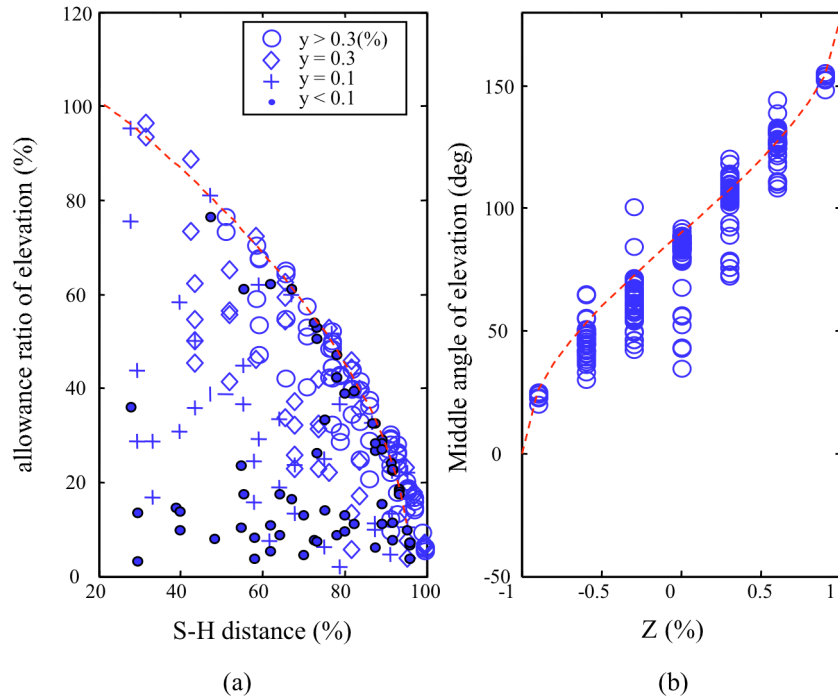 y > 0.3(%)
y = 0.3
y = 0.1
y < 0.1
allowance ratio of elevation (%)
120
100
80
60
40
20
0
20 40 60 80 100
S-H distance (%)
(a)
Middle angle of elevation (deg)
150
100
50
0
-50
-1 -0.5 0 0.5 1
Z (%)
(b)